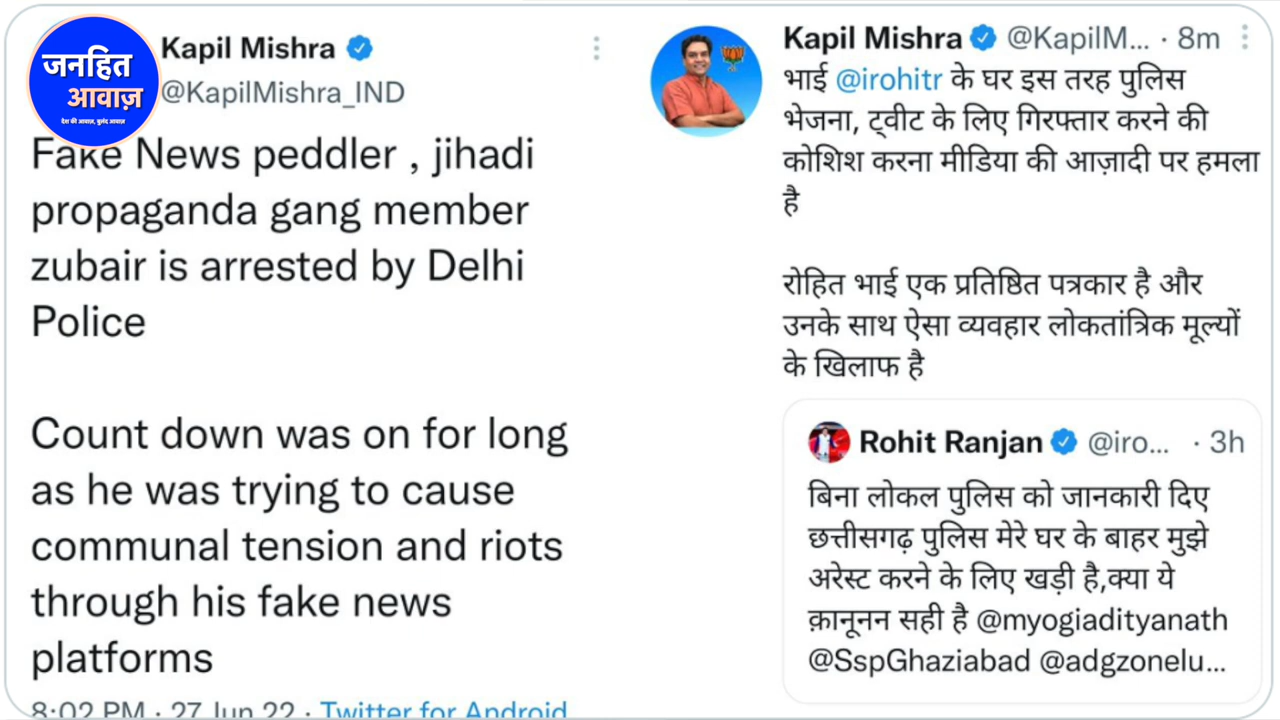 जनहित
आवाज़
देश की आवाज़, बुलंद आवाज़
Kapil Mishra
@KapilMishra_IND
Fake News peddler , jihadi
propaganda gang member
zubair is arrested by Delhi
Police
Count down was on for long
as he was trying to cause
communal tension and riots
through his fake news
platforms
8:02 PM · 27 Jun 22 · Twitter for Android
Kapil Mishra @KapilM... · 8m
भाई @irohitr के घर इस तरह पुलिस
भेजना, ट्वीट के लिए गिरफ्तार करने की
कोशिश करना मीडिया की आज़ादी पर हमला
है
रोहित भाई एक प्रतिष्ठित पत्रकार है और
उनके साथ ऐसा व्यवहार लोकतांत्रिक मूल्यों
के खिलाफ है
Rohit Ranjan @iro... · 3h
बिना लोकल पुलिस को जानकारी दिए
छत्तीसगढ़ पुलिस मेरे घर के बाहर मुझे
अरेस्ट करने के लिए खड़ी है,क्या ये
क़ानूनन सही है @myogiadityanath
@SspGhaziabad @adgzonelu...